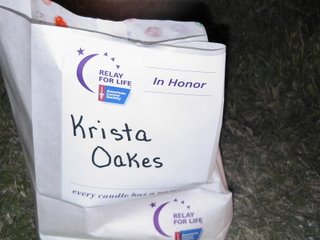 RELAY
FOR LIFE
American
Cancer
Society
In Honor
Krista
Oakes
every candle has a
RELAY
FOR LIFE